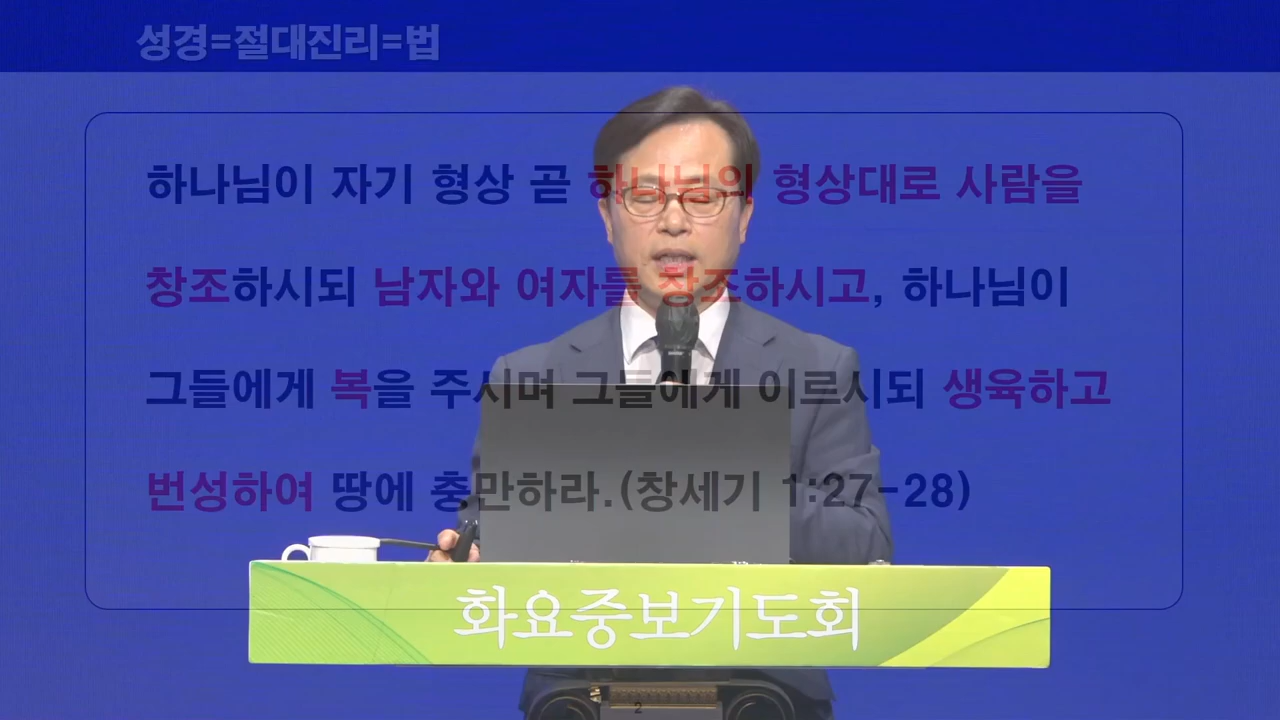 성경=절대진리=법
하나님이 자기 형상 곧 하나님의 형상대로 사람을
창조하시되 남자와 여자를 창조하시고, 하나님이
그들에게 복을 주시며 그들에게 이르시되 생육하고
번성하여 땅에 충만하라.(창세기 1:27-28)
화요중보기도회
2